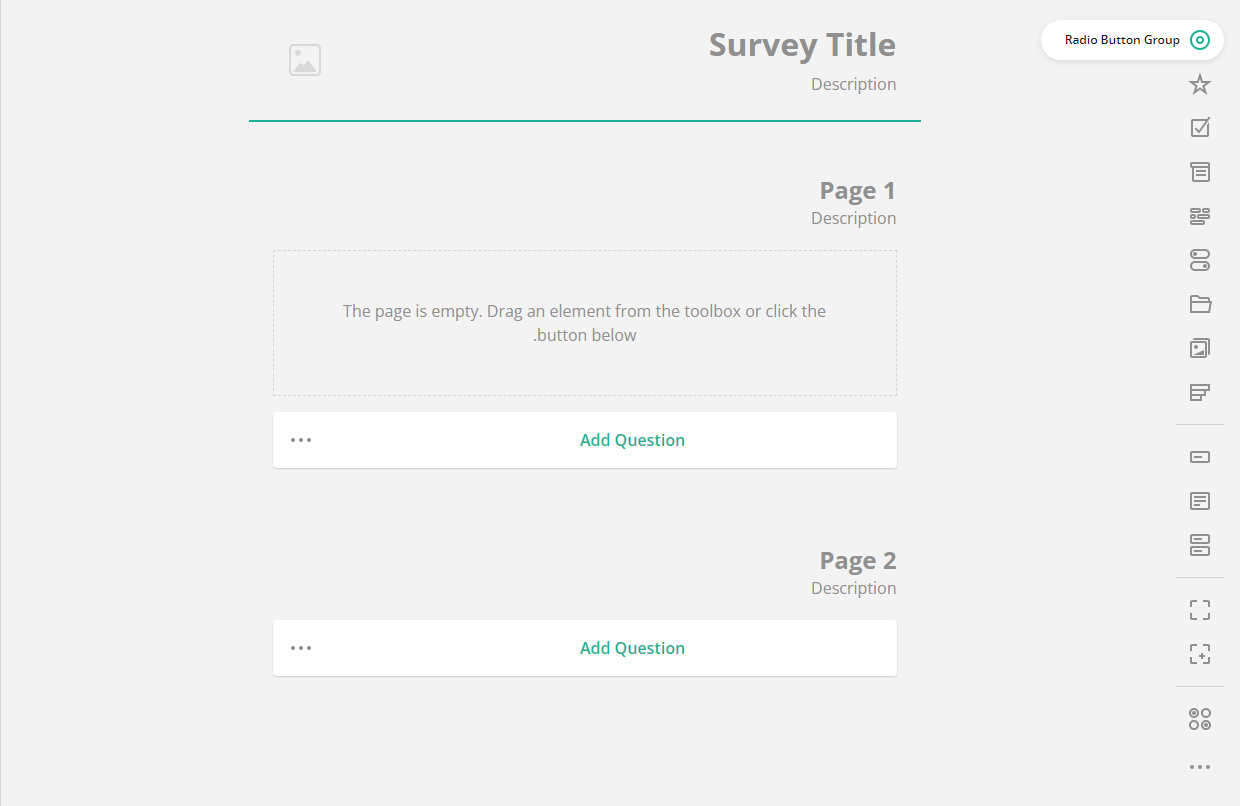 Survey Title
Description
Radio Button Group
Page 1
Description
The page is empty. Drag an element from the toolbox or click the
.button below
Add Question
Page 2
Description
Add Question